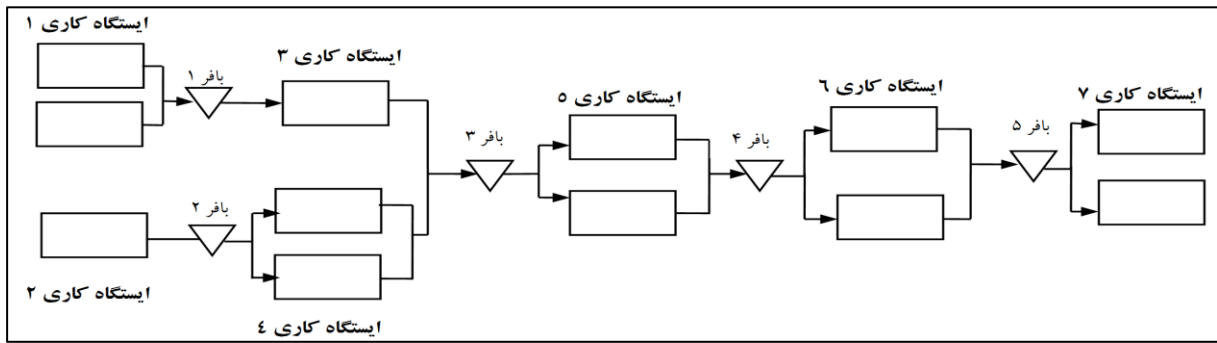 ایستگاه کاری ۱
بافر ۱
ایستگاه کاری ۳
ایستگاه کاری ۲
بافر ۲
ایستگاه کاری ٤
بافر ۳
ایستگاه کاری ۵
بافر ۴
ایستگاه کاری ٦
بافر ۵
ایستگاه کاری ۷